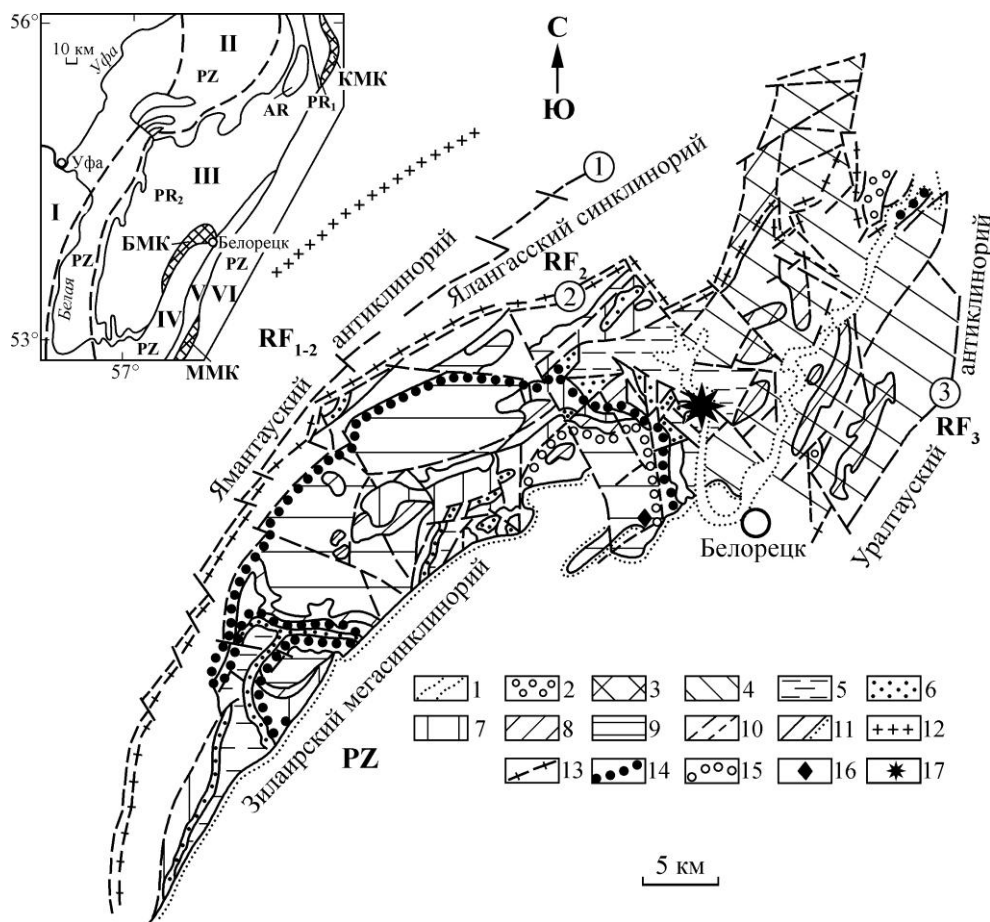 56°
10 км
Уфа
II
PZ
КМК
AR
PR₁
Уфа
III
I
PR₂
БМК
Белорецк
PZ
PZ
V
VI
Белая
IV
53°
PZ
57°
ММК
С
Ю
1
Ялангасский синклинорий
Ямантауский антиклинорий
RF₁₋₂
RF₂
2
3
RF₃
Уралтауский антиклинорий
Белорецк
Зилаирский мегасинклинорий
PZ
1 2 3 4 5 6
7 8 9 10 11 12
13 14 15 16 17
5 км